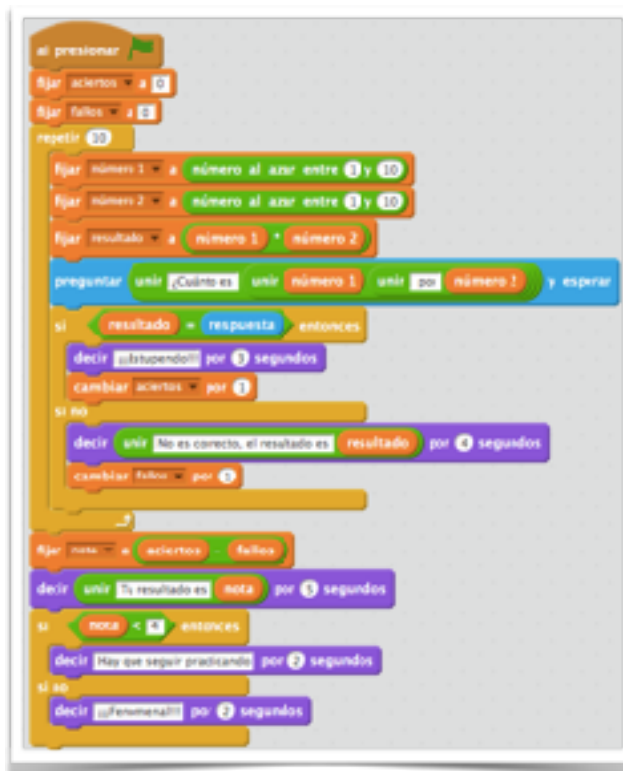 al presionar
fijar aciertos a 0
fijar fallos a 0
repetir 10
fijar número 1 a número al azar entre 1 y 10
fijar número 2 a número al azar entre 1 y 10
fijar resultado a número 1 * número 2
preguntar unir ¿Cuánto es unir número 1 unir por número 2 y esperar
si resultado = respuesta entonces
decir ¡¡¡Estupendo!!! por 3 segundos
cambiar aciertos por 1
si no
decir unir No es correcto, el resultado es resultado por 4 segundos
cambiar fallos por 1
fijar nota a aciertos - fallos
decir unir Tu resultado es nota por 5 segundos
si nota < 4 entonces
decir Hay que seguir practicando por 2 segundos
si no
decir ¡¡¡Fenomenal!!! por 2 segundos